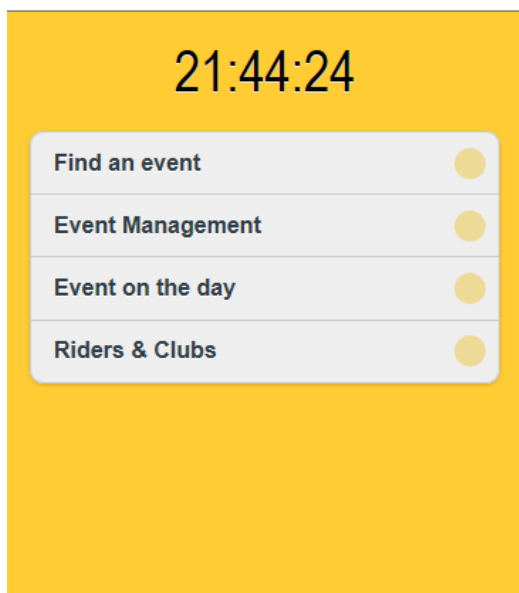 21:44:24
Find an event
Event Management
Event on the day
Riders & Clubs